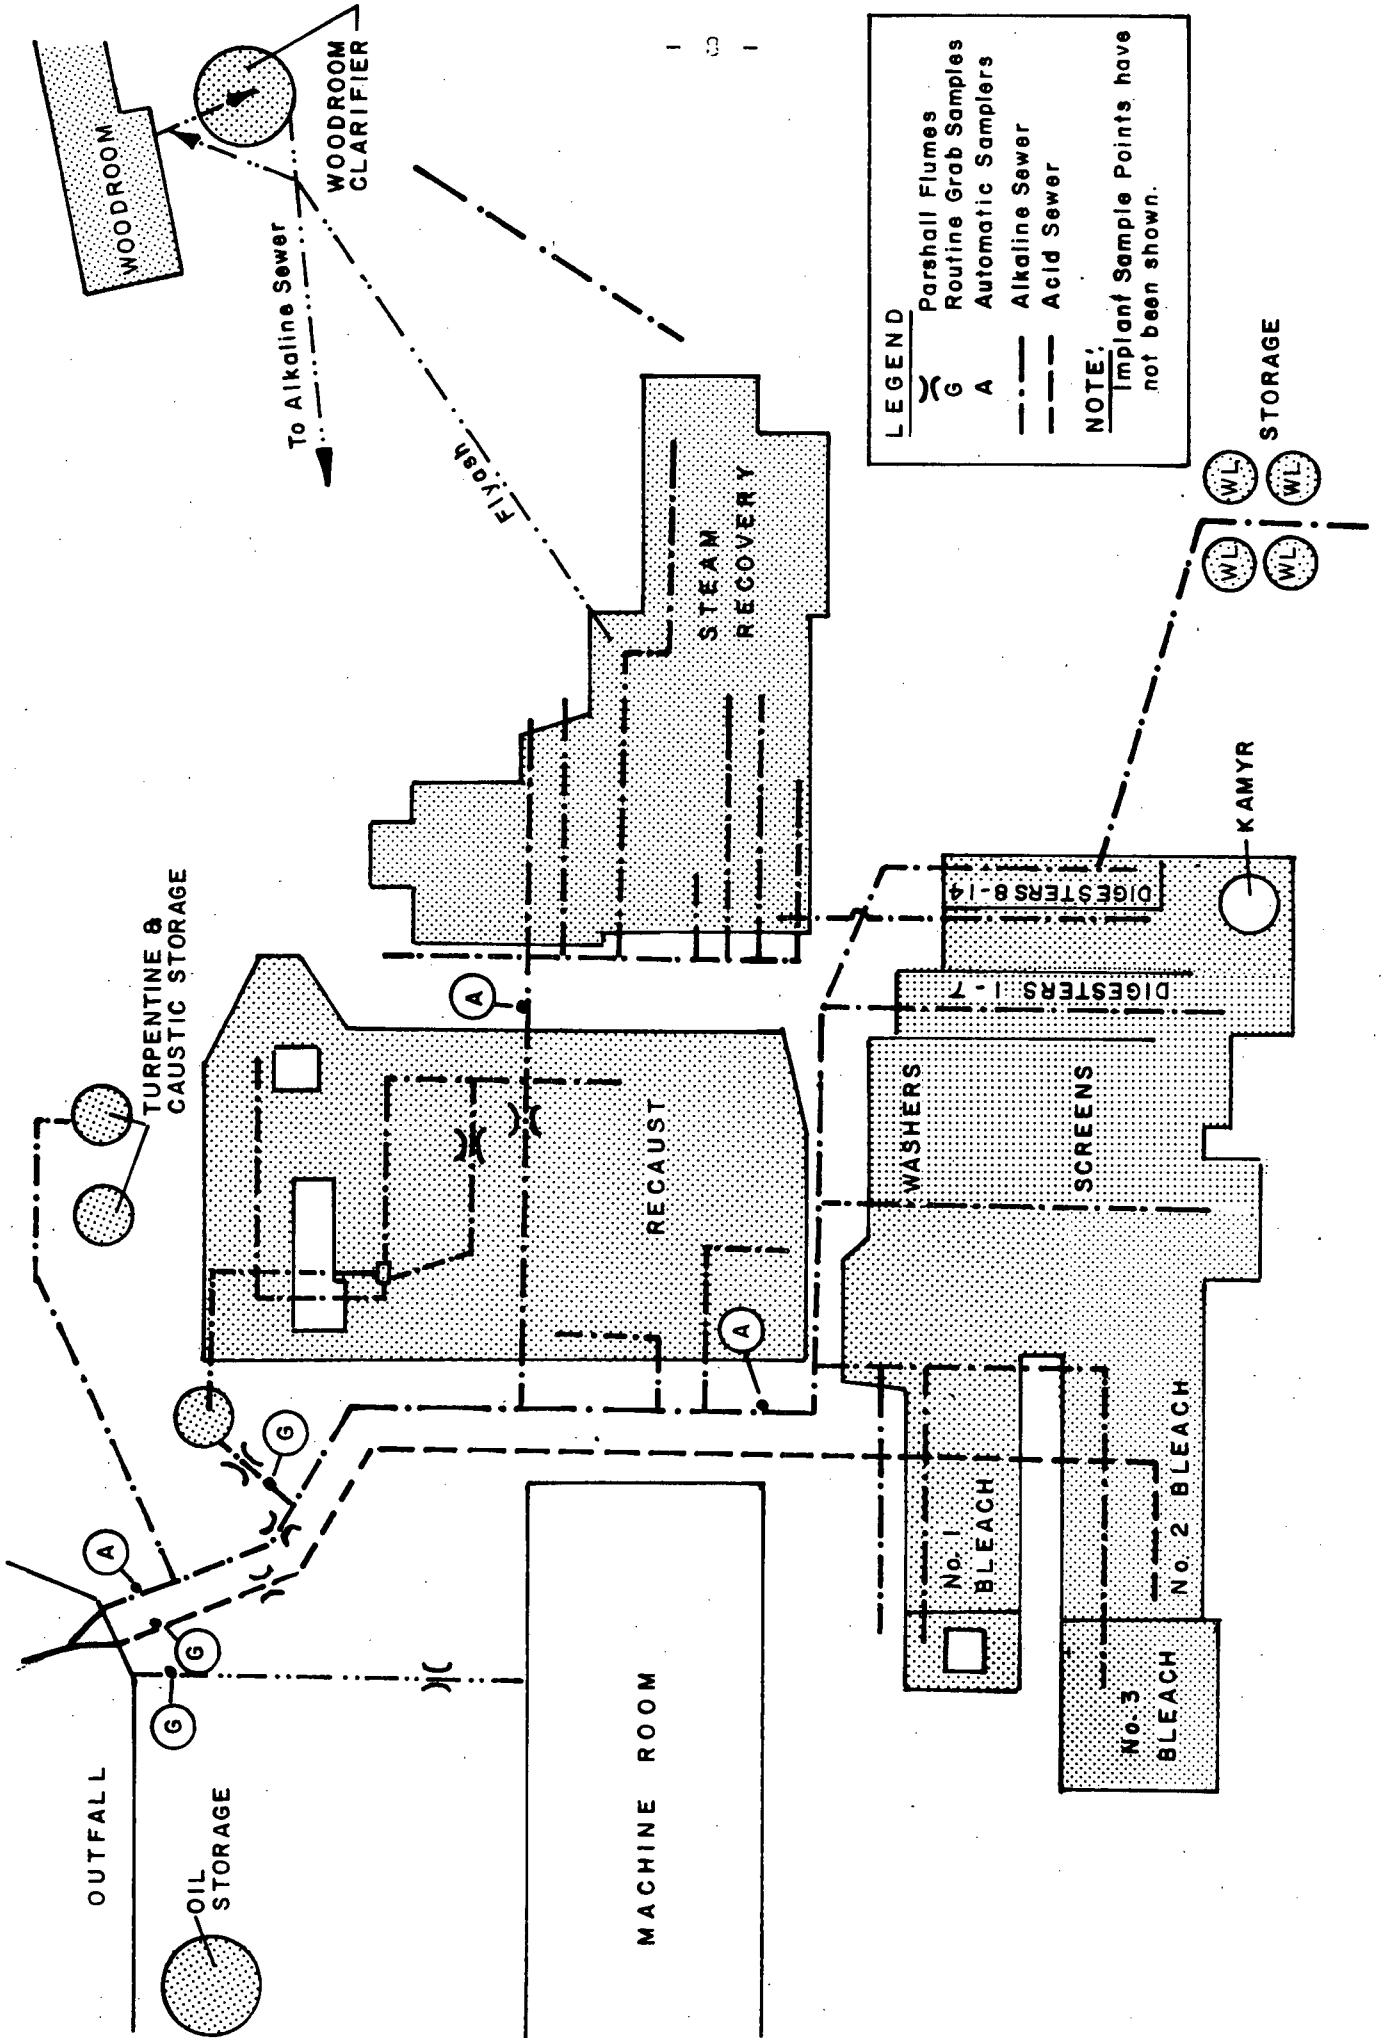 - 8 -
WOODROOM
WOODROOM
CLARIFIER
To Alkaline Sewer
Flyash
TURPENTINE &
CAUSTIC STORAGE
STEAM
RECOVERY
A
RECAUST
A
G
A
G
G
OUTFALL
OIL
STORAGE
MACHINE ROOM
WASHERS
SCREENS
DIGESTERS 1-7
DIGESTERS 8-14
KAMYR
No. 1
BLEACH
No. 2 BLEACH
No. 3
BLEACH
WL
WL
WL
WL
STORAGE
LEGEND
Parshall Flumes
G Routine Grab Samples
A Automatic Samplers
Alkaline Sewer
Acid Sewer
NOTE:
Implant Sample Points have
not been shown.